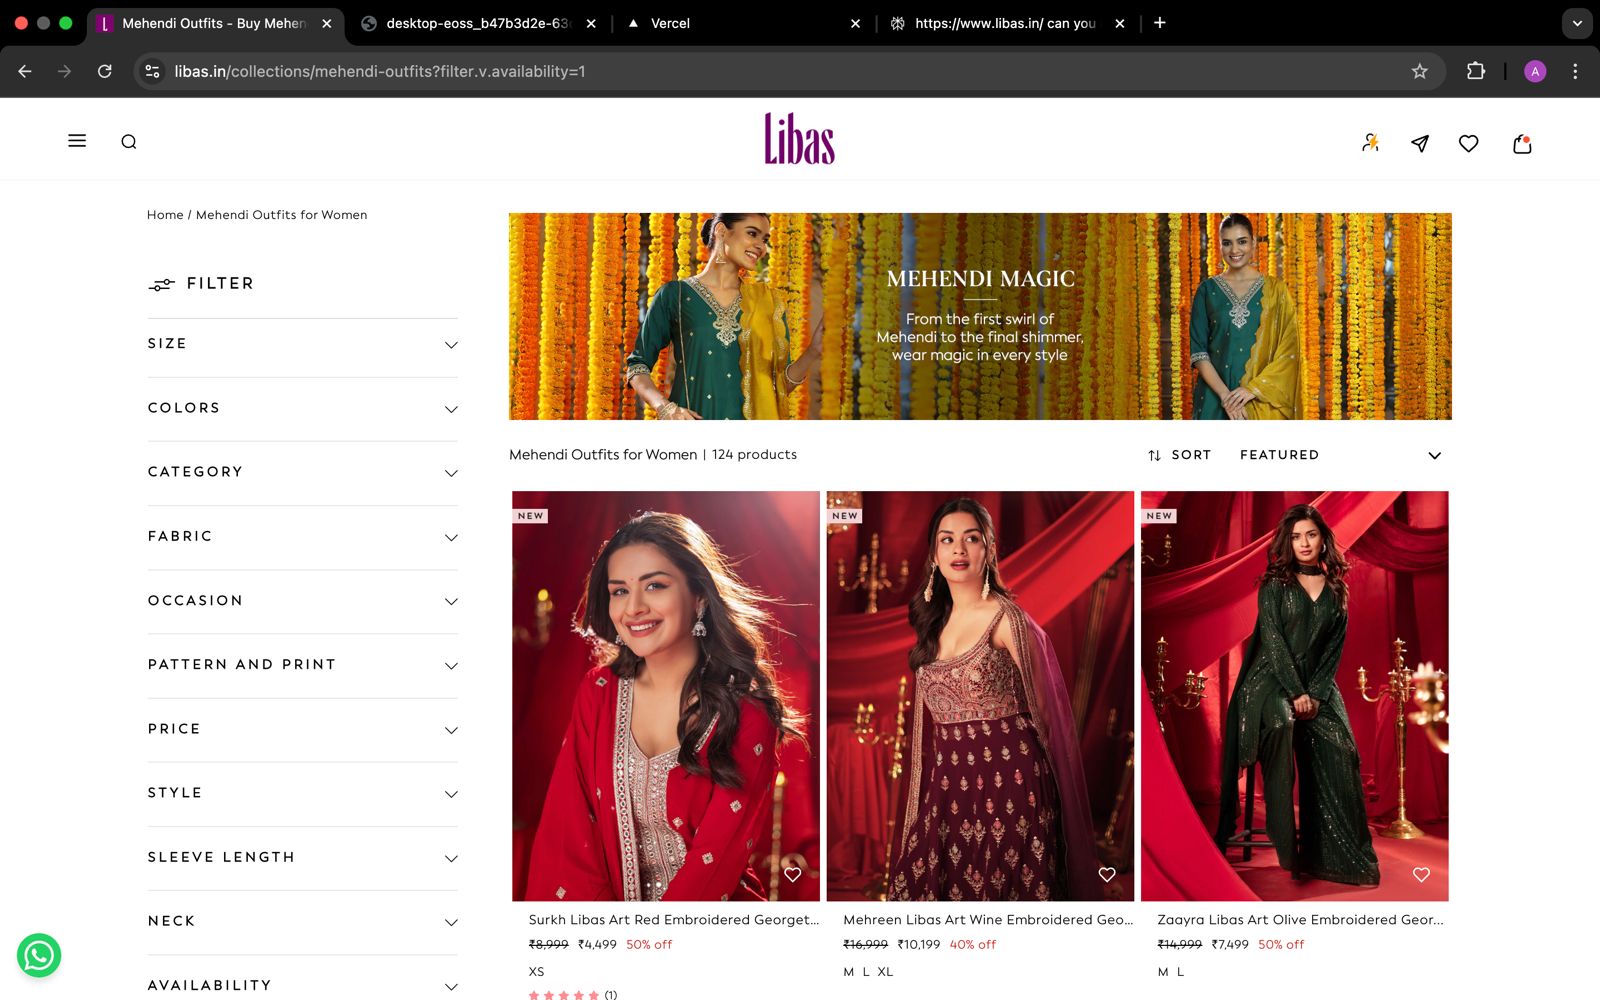 Mehendi Outfits - Buy Mehen
desktop-eoss_b47b3d2e-63
Vercel
https://www.libas.in/ can you
libas.in/collections/mehendi-outfits?filter.v.availability=1
A
Libas
Home / Mehendi Outfits for Women
FILTER
SIZE
COLORS
CATEGORY
FABRIC
OCCASION
PATTERN AND PRINT
PRICE
STYLE
SLEEVE LENGTH
NECK
AVAILABILITY
MEHENDI MAGIC
From the first swirl of
Mehendi to the final shimmer,
wear magic in every style
Mehendi Outfits for Women | 124 products
SORT FEATURED
NEW
Surkh Libas Art Red Embroidered Georget...
₹8,999 ₹4,499 50% off
XS
(1)
NEW
Mehreen Libas Art Wine Embroidered Geo...
₹16,999 ₹10,199 40% off
M L XL
NEW
Zaayra Libas Art Olive Embroidered Geor...
₹14,999 ₹7,499 50% off
M L